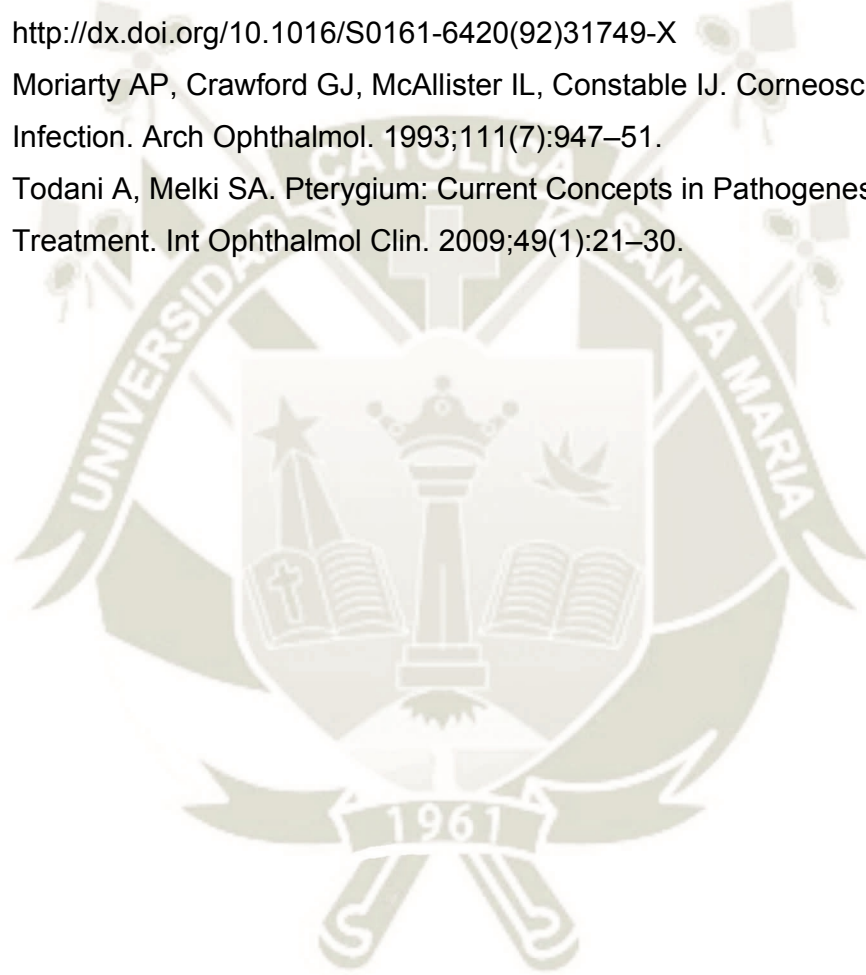 http://dx.doi.org/10.1016/S0161-6420(92)31749-X
Moriarty AP, Crawford GJ, McAllister IL, Constable IJ. Corneosc
Infection. Arch Ophthalmol. 1993;111(7):947–51.
Todani A, Melki SA. Pterygium: Current Concepts in Pathogenes
Treatment. Int Ophthalmol Clin. 2009;49(1):21–30.
UNIVERSIDAD CATOLICA SANTA MARIA
1961